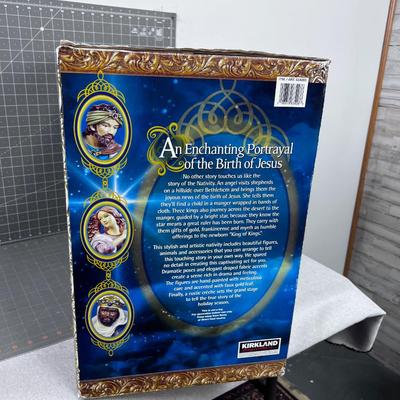 An Enchanting Portrayal
of the Birth of Jesus
No other story touches us like the
story of the Nativity. An angel visits shepherds
on a hillside over Bethlehem and brings them the
joyous news of the birth of Jesus. She tells them
they'll find a child in a manger wrapped in bands of
cloth. Three kings also journey across the desert to the
manger, guided by a bright star, because they know the
star means a great ruler has been born. They carry with
them gifts of gold, frankincense and myrrh as humble
offerings to the newborn "King of Kings."
This stylish and artistic nativity includes beautiful figures,
animals and accessories that you can arrange to tell
this touching story in your own way. We spared
no detail in creating this captivating set for you.
Dramatic poses and elegant draped fabric accents
create a scene rich in drama and feeling.
The figures are hand painted with meticulous
care and accented with faux gold leaf.
Finally, a rustic crèche sets the grand stage
to tell the true story of the
holiday season.
KIRKLAND